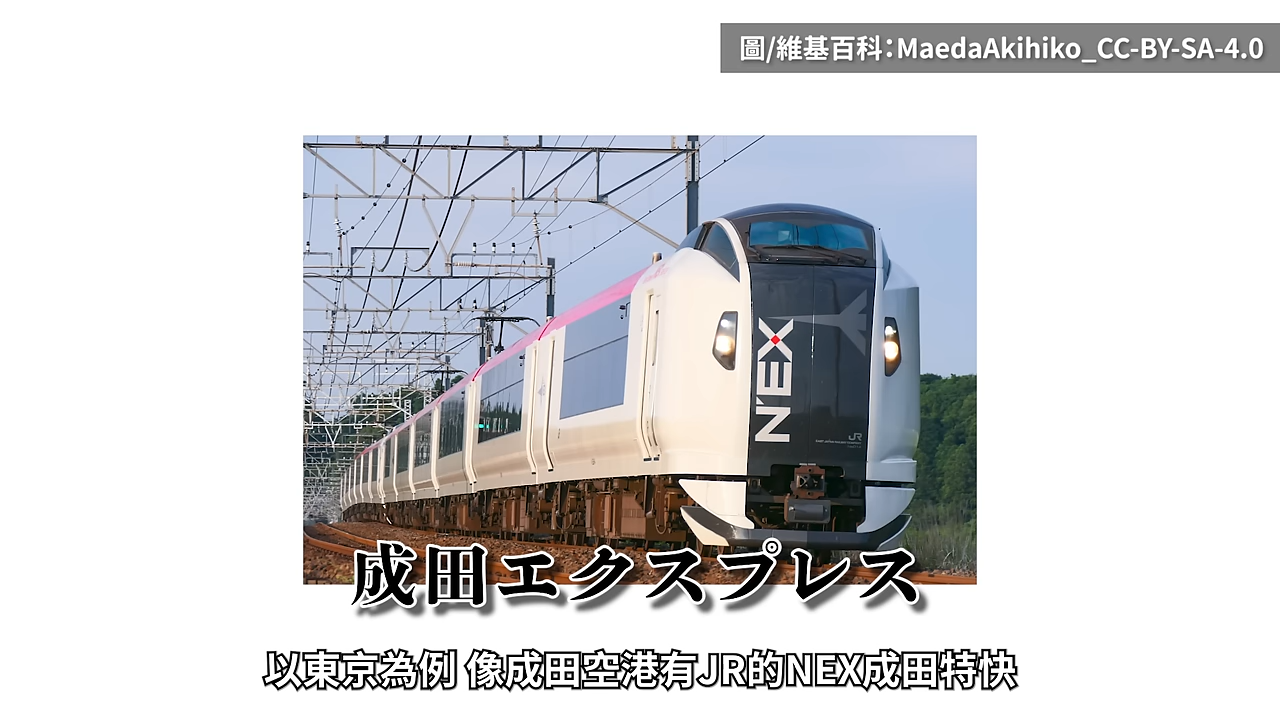 圖/維基百科：MaedaAkihiko_CC-BY-SA-4.0
N'EX
JR
成田エクスプレス
以東京為例 像成田空港有JR的NEX成田特快